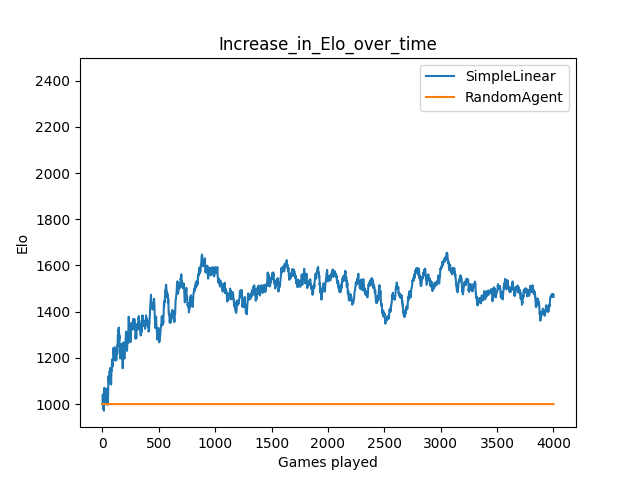 Increase_in_Elo_over_time
SimpleLinear
RandomAgent
Elo
2400
2200
2000
1800
1600
1400
1200
1000
0 500 1000 1500 2000 2500 3000 3500 4000
Games played